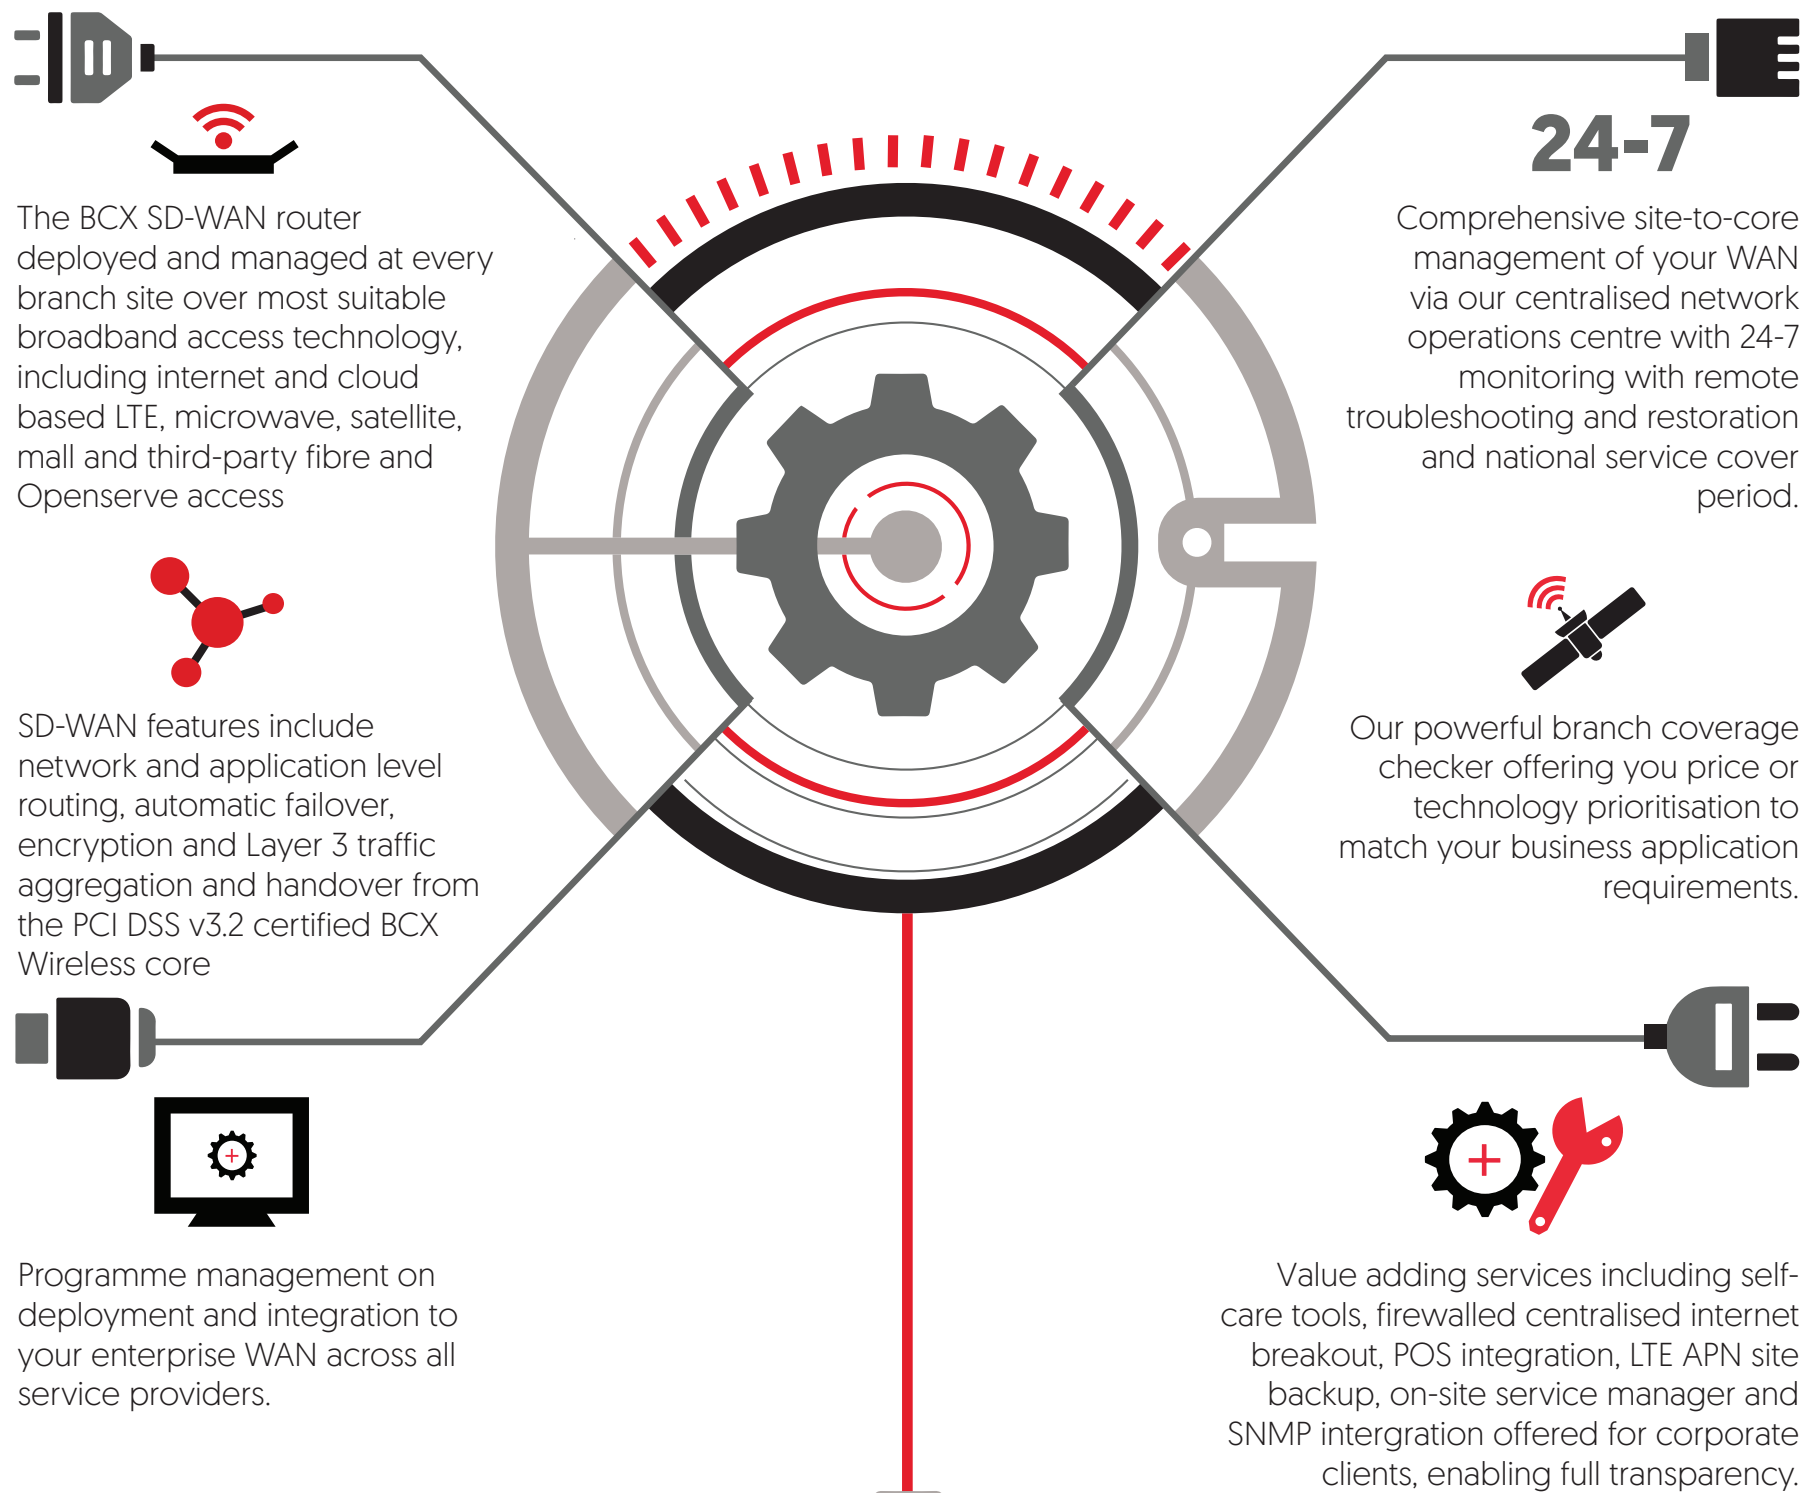 The BCX SD-WAN router
deployed and managed at every
branch site over most suitable
broadband access technology,
including internet and cloud
based LTE, microwave, satellite,
mall and third-party fibre and
Openserve access
SD-WAN features include
network and application level
routing, automatic failover,
encryption and Layer 3 traffic
aggregation and handover from
the PCI DSS v3.2 certified BCX
Wireless core
Programme management on
deployment and integration to
your enterprise WAN across all
service providers.
24-7
Comprehensive site-to-core
management of your WAN
via our centralised network
operations centre with 24-7
monitoring with remote
troubleshooting and restoration
and national service cover
period.
Our powerful branch coverage
checker offering you price or
technology prioritisation to
match your business application
requirements.
Value adding services including self-
care tools, firewalled centralised internet
breakout, POS integration, LTE APN site
backup, on-site service manager and
SNMP intergration offered for corporate
clients, enabling full transparency.